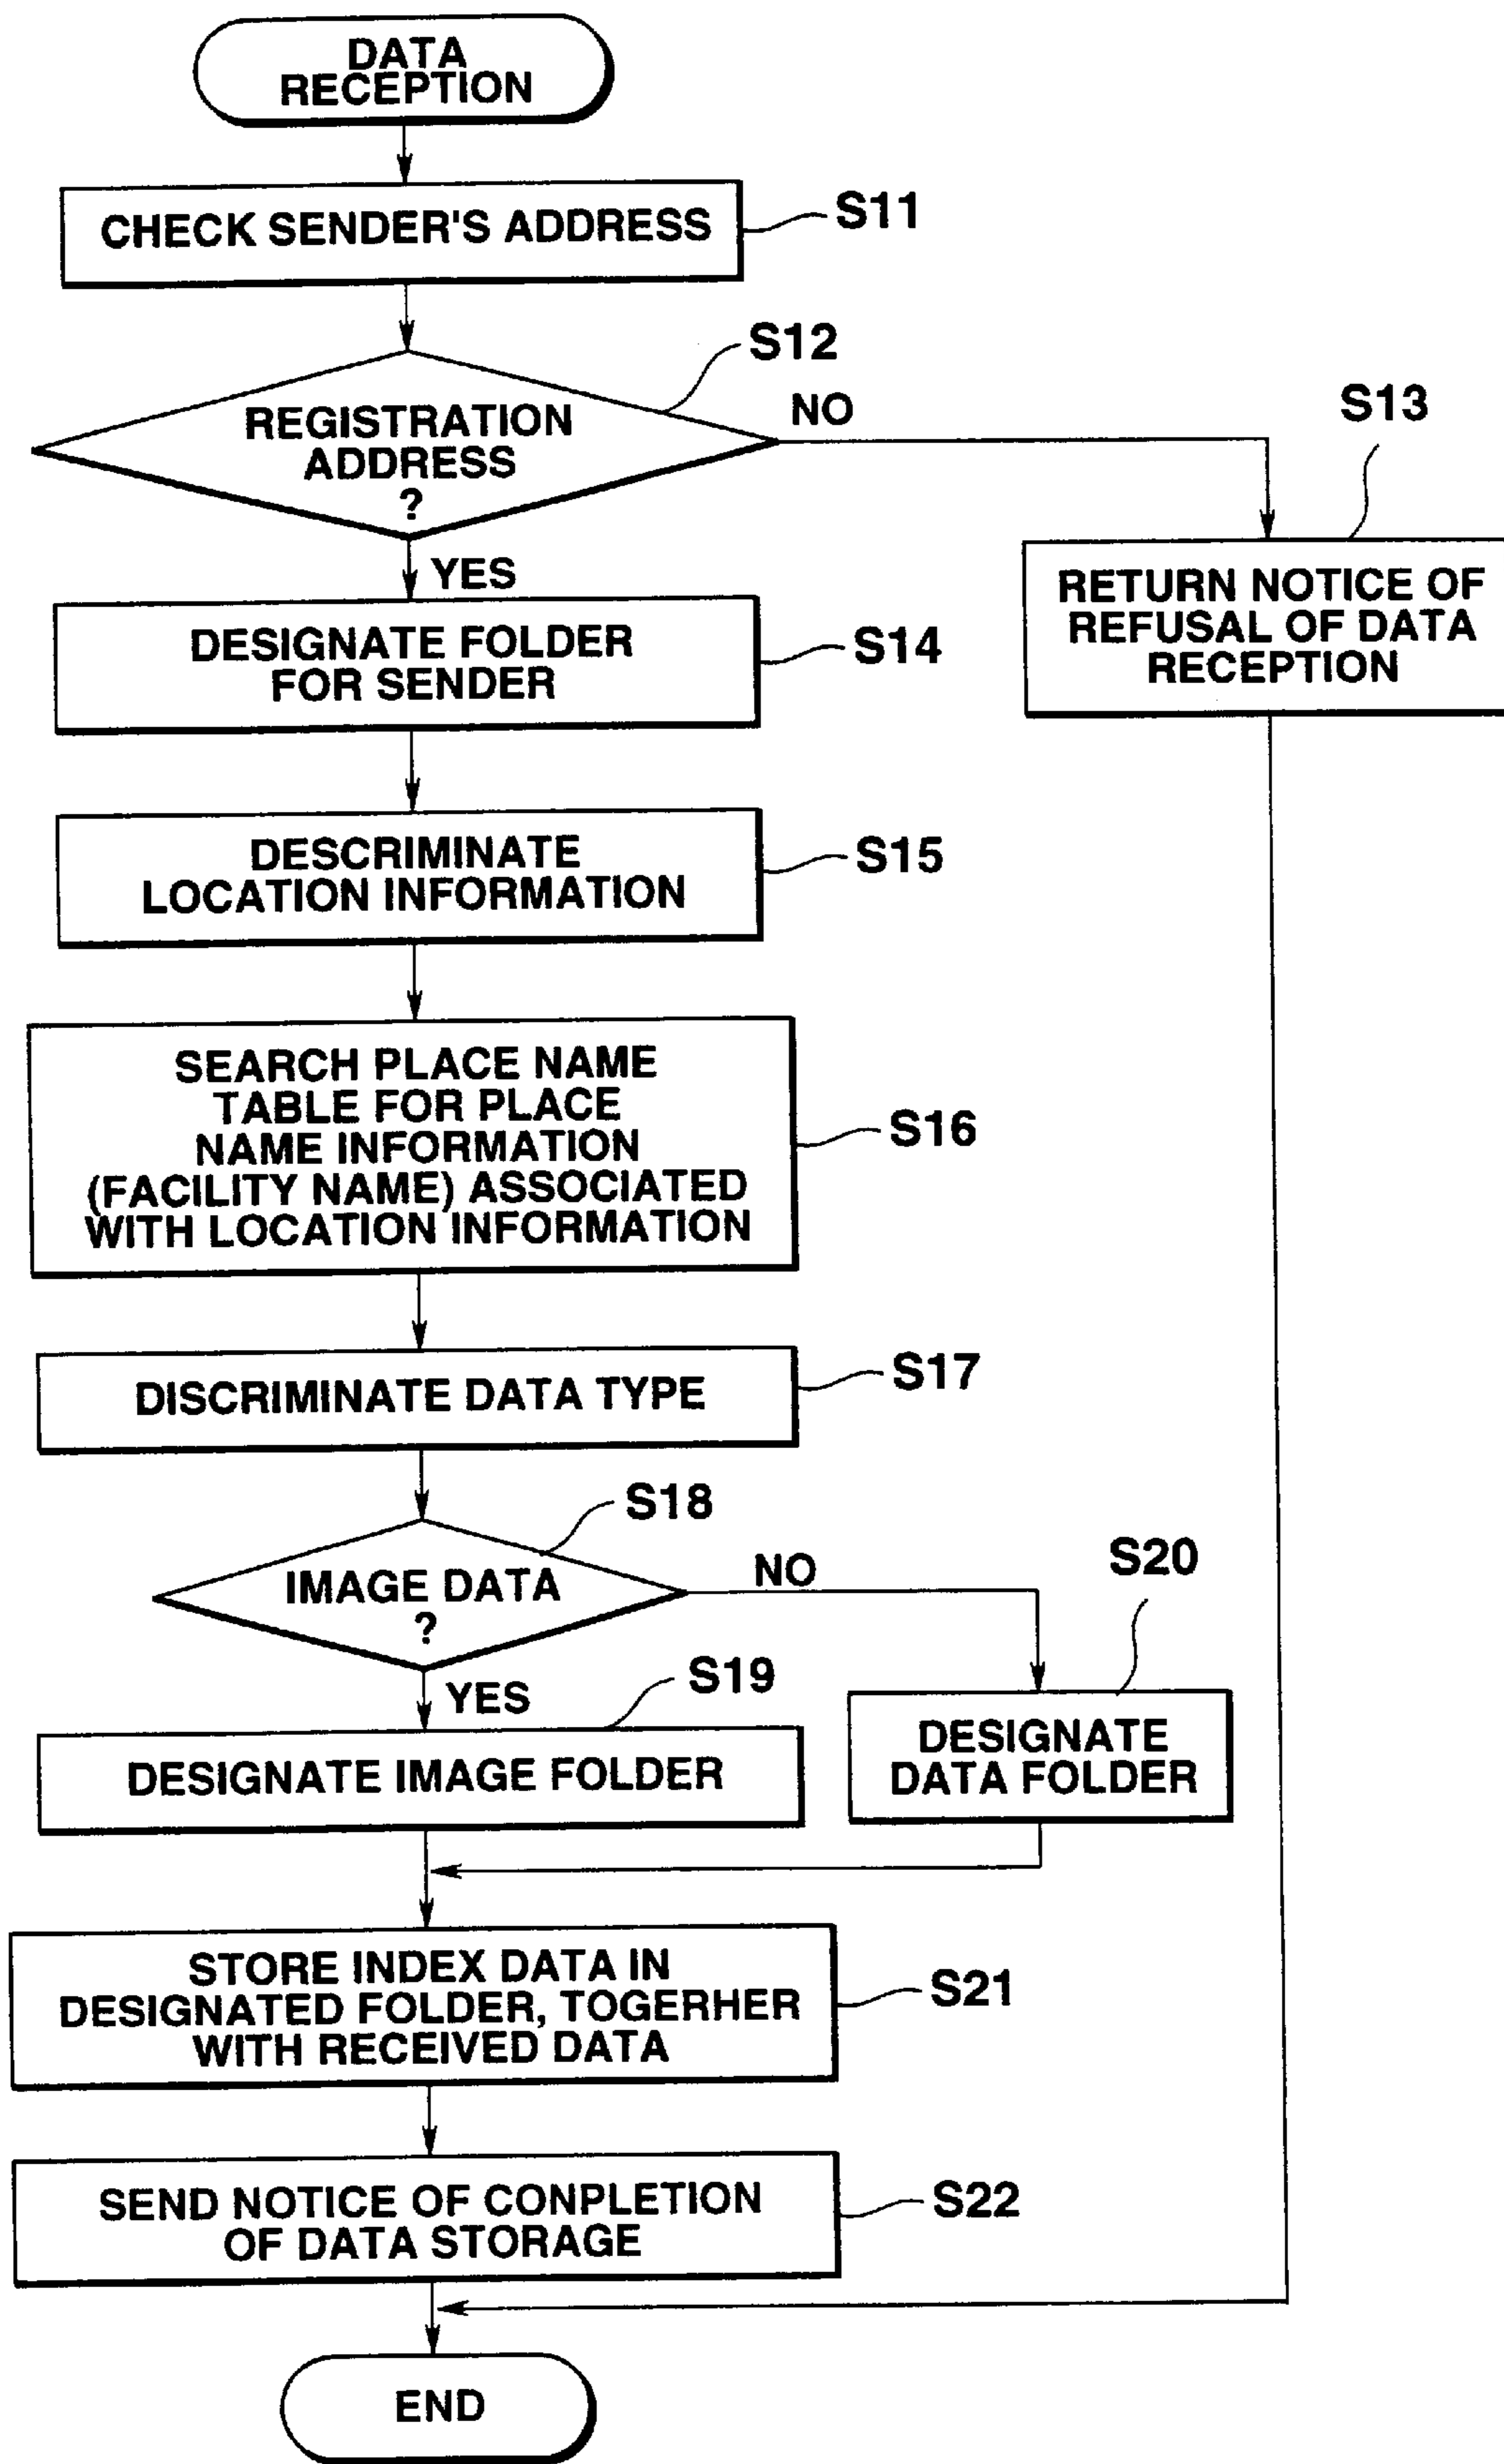 DATA
RECEPTION
CHECK SENDER'S ADDRESS
S11
S12
REGISTRATION
ADDRESS
?
NO
S13
RETURN NOTICE OF
REFUSAL OF DATA
RECEPTION
YES
DESIGNATE FOLDER
FOR SENDER
S14
DESCRIMINATE
LOCATION INFORMATION
S15
SEARCH PLACE NAME
TABLE FOR PLACE
NAME INFORMATION
(FACILITY NAME) ASSOCIATED
WITH LOCATION INFORMATION
S16
DISCRIMINATE DATA TYPE
S17
S18
IMAGE DATA
?
NO
S20
YES
S19
DESIGNATE IMAGE FOLDER
DESIGNATE
DATA FOLDER
STORE INDEX DATA IN
DESIGNATED FOLDER, TOGERHER
WITH RECEIVED DATA
S21
SEND NOTICE OF CONPLETION
OF DATA STORAGE
S22
END